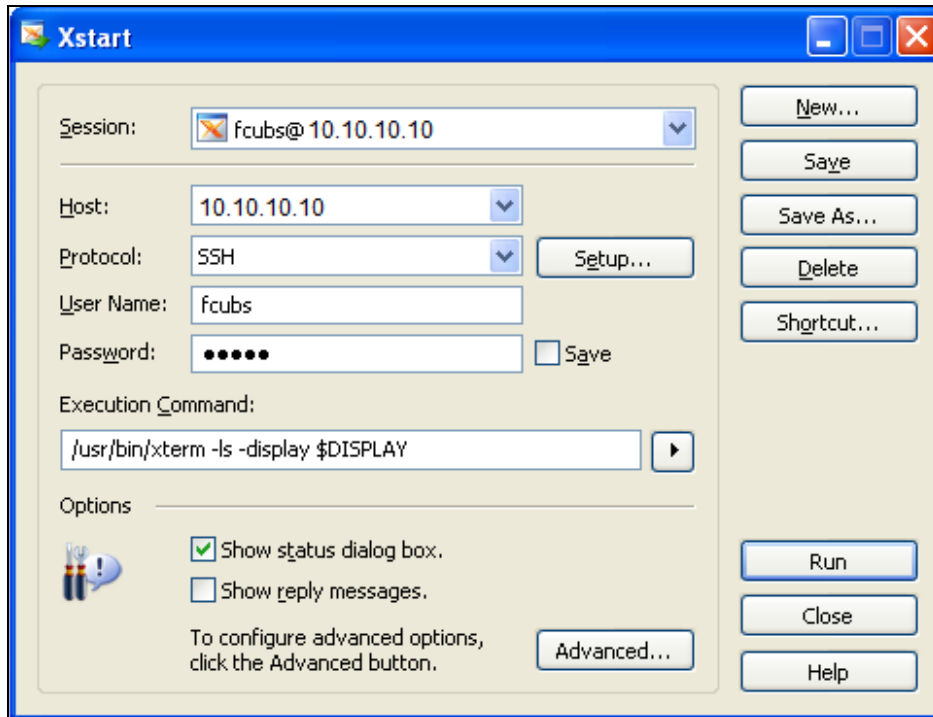 Xstart
Session: fcubs@10.10.10.10
Host: 10.10.10.10
Protocol: SSH Setup...
User Name: fcubs
Password: ●●●●● Save
Execution Command:
/usr/bin/xterm -ls -display $DISPLAY
Options
Show status dialog box.
Show reply messages.
To configure advanced options,
click the Advanced button.
Advanced...
New...
Save
Save As...
Delete
Shortcut...
Run
Close
Help